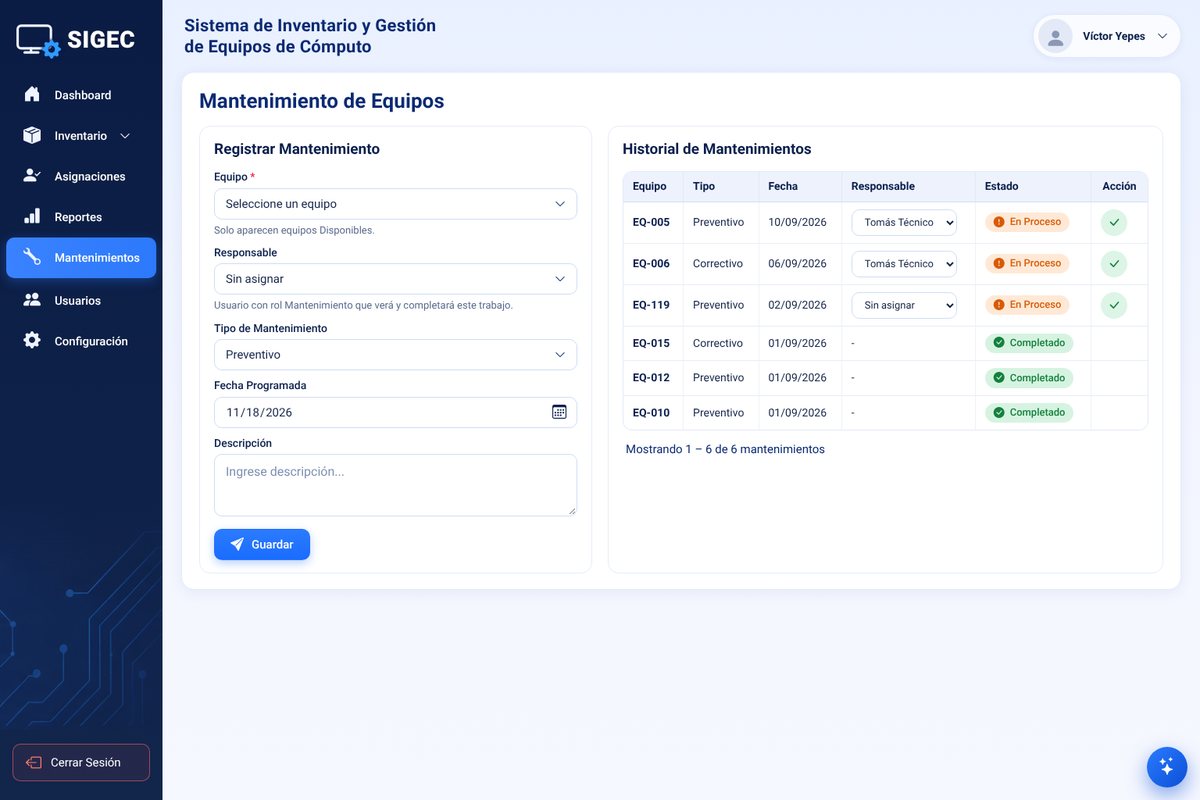 SIGEC
Dashboard
Inventario
Asignaciones
Reportes
Mantenimientos
Usuarios
Configuración
Cerrar Sesión
Sistema de Inventario y Gestión
de Equipos de Cómputo
Víctor Yepes
Mantenimiento de Equipos
Registrar Mantenimiento
Equipo *
Seleccione un equipo
Solo aparecen equipos Disponibles.
Responsable
Sin asignar
Usuario con rol Mantenimiento que verá y completará este trabajo.
Tipo de Mantenimiento
Preventivo
Fecha Programada
11/18/2026
Descripción
Ingrese descripción...
Guardar
Historial de Mantenimientos
Equipo Tipo Fecha Responsable Estado Acción
EQ-005 Preventivo 10/09/2026 Tomás Técnico En Proceso
EQ-006 Correctivo 06/09/2026 Tomás Técnico En Proceso
EQ-119 Preventivo 02/09/2026 Sin asignar En Proceso
EQ-015 Correctivo 01/09/2026 - Completado
EQ-012 Preventivo 01/09/2026 - Completado
EQ-010 Preventivo 01/09/2026 - Completado
Mostrando 1 – 6 de 6 mantenimientos